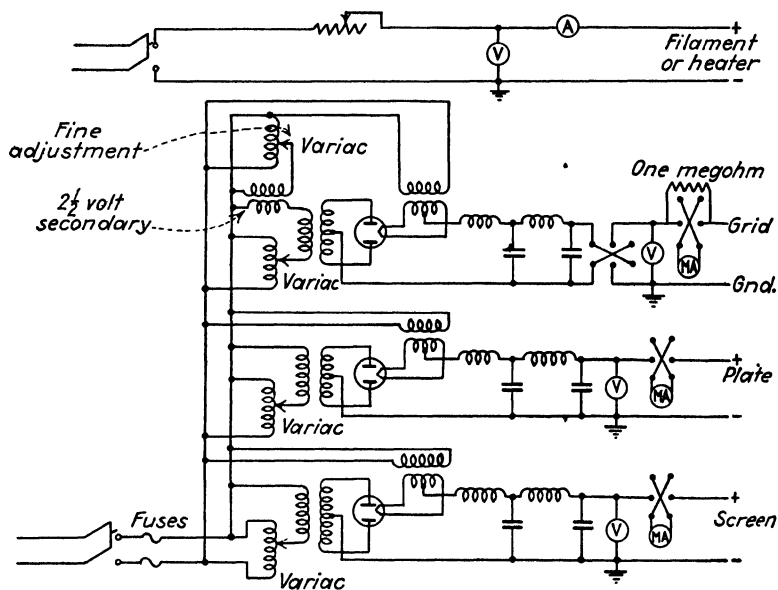 A
+
V
Filament
or heater
-
Fine
adjustment
Variac
2½ volt
secondary
One megohm
Grid
V
MA
Variac
Gnd.
+
Plate
V
MA
Variac
-
Fuses
+
Screen
V
MA
Variac
-